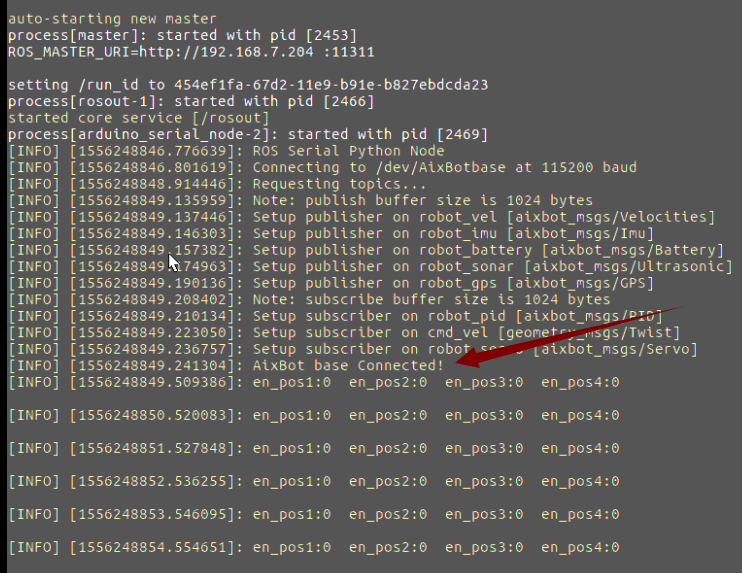 auto-starting new master
process[master]: started with pid [2453]
ROS_MASTER_URI=http://192.168.7.204 :11311
setting /run_id to 454ef1fa-67d2-11e9-b91e-b827ebdcda23
process[rosout-1]: started with pid [2466]
started core service [/rosout]
process[arduino_serial_node-2]: started with pid [2469]
[INFO] [1556248846.776639]: ROS Serial Python Node
[INFO] [1556248846.801619]: Connecting to /dev/AixBotbase at 115200 baud
[INFO] [1556248848.914446]: Requesting topics...
[INFO] [1556248849.135959]: Note: publish buffer size is 1024 bytes
[INFO] [1556248849.137446]: Setup publisher on robot_vel [aixbot_msgs/Velocities]
[INFO] [1556248849.146303]: Setup publisher on robot_imu [aixbot_msgs/Imu]
[INFO] [1556248849.157382]: Setup publisher on robot_battery [aixbot_msgs/Battery]
[INFO] [1556248849.174963]: Setup publisher on robot_sonar [aixbot_msgs/Ultrasonic]
[INFO] [1556248849.190136]: Setup publisher on robot_gps [aixbot_msgs/GPS]
[INFO] [1556248849.208402]: Note: subscribe buffer size is 1024 bytes
[INFO] [1556248849.210134]: Setup subscriber on robot_pid [aixbot_msgs/PID]
[INFO] [1556248849.223050]: Setup subscriber on cmd_vel [geometry_msgs/Twist]
[INFO] [1556248849.236757]: Setup subscriber on robot_servo [aixbot_msgs/Servo]
[INFO] [1556248849.241304]: AixBot base Connected!
[INFO] [1556248849.509386]: en_pos1:0 en_pos2:0 en_pos3:0 en_pos4:0
[INFO] [1556248850.520083]: en_pos1:0 en_pos2:0 en_pos3:0 en_pos4:0
[INFO] [1556248851.527848]: en_pos1:0 en_pos2:0 en_pos3:0 en_pos4:0
[INFO] [1556248852.536255]: en_pos1:0 en_pos2:0 en_pos3:0 en_pos4:0
[INFO] [1556248853.546095]: en_pos1:0 en_pos2:0 en_pos3:0 en_pos4:0
[INFO] [1556248854.554651]: en_pos1:0 en_pos2:0 en_pos3:0 en_pos4:0